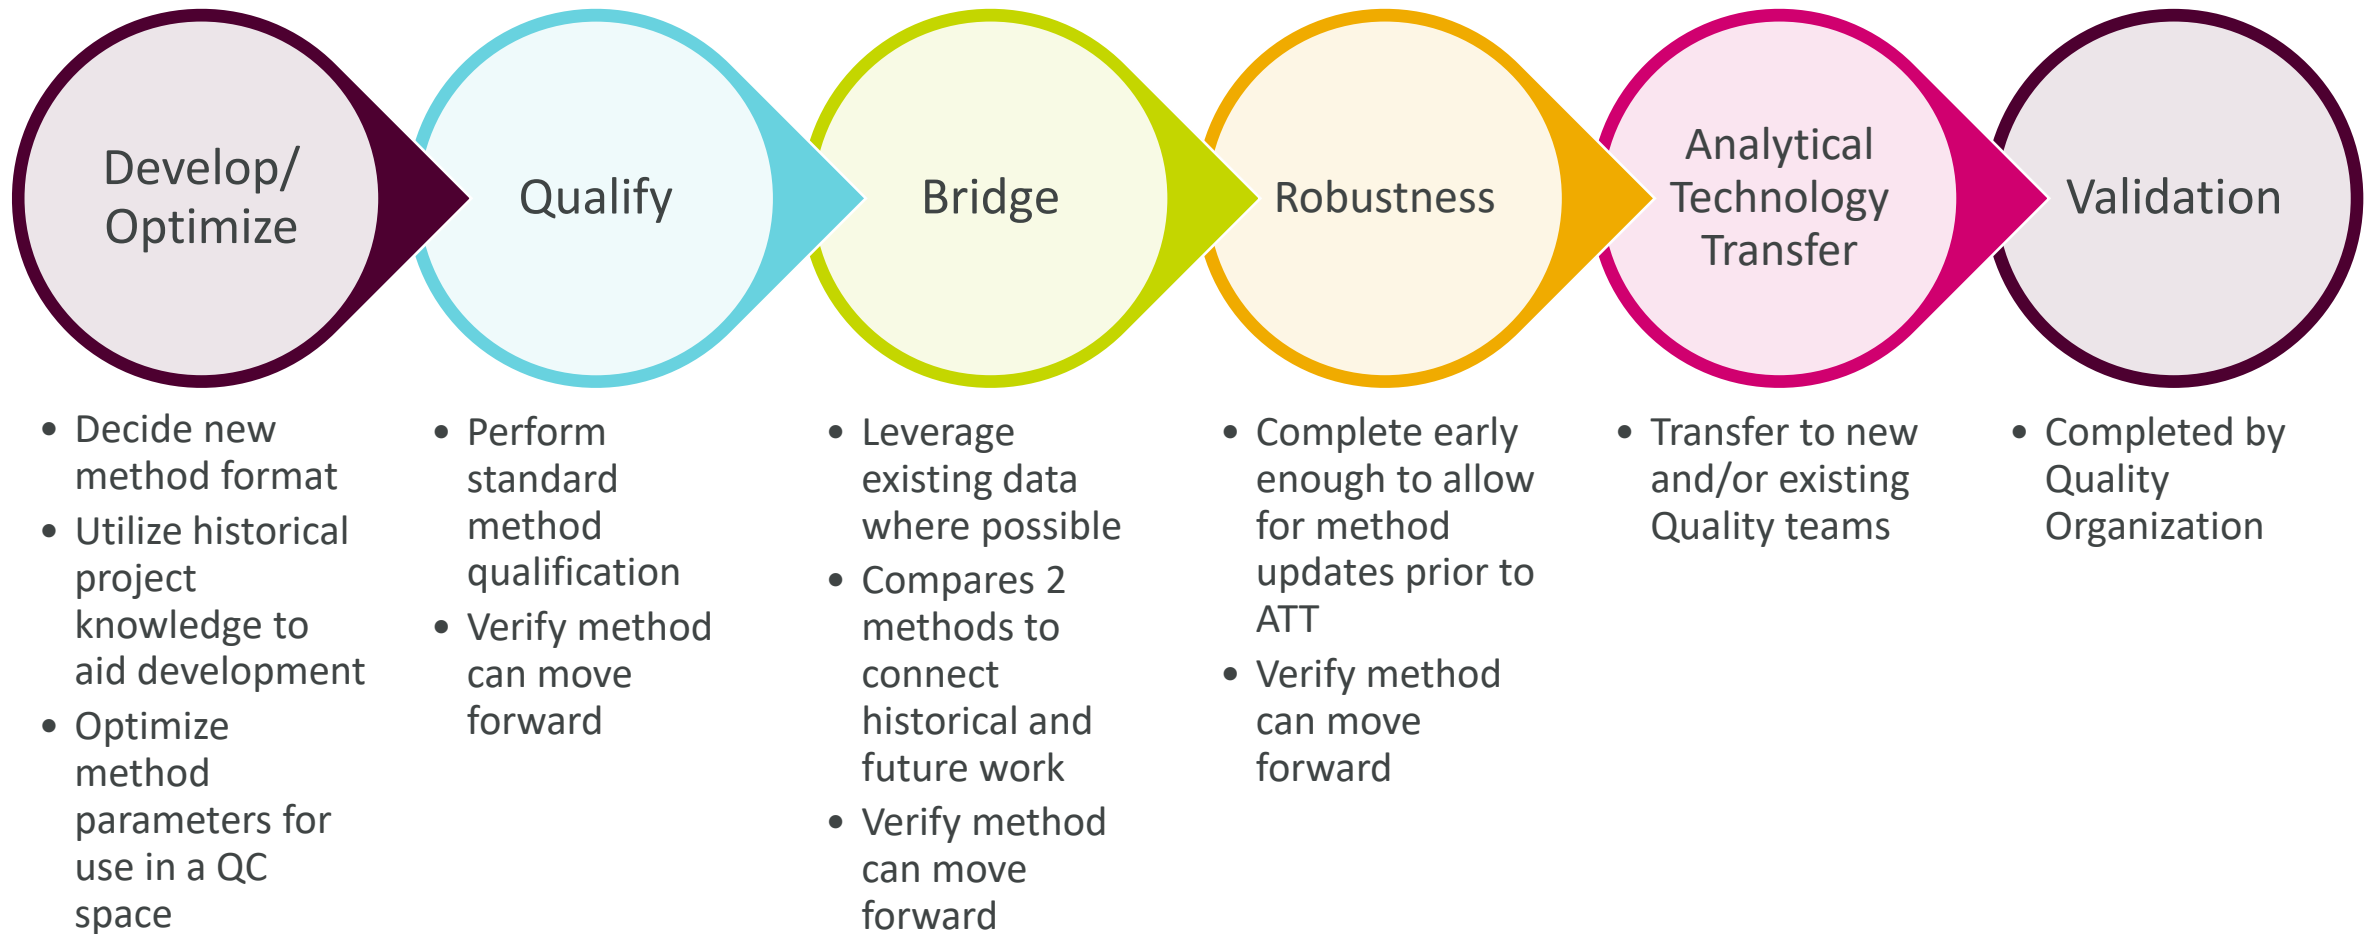 Develop/
Optimize
Qualify
Bridge
Robustness
Analytical
Technology
Transfer
Validation
• Decide new
method format
• Utilize historical
project
knowledge to
aid development
• Optimize
method
parameters for
use in a QC
space
• Perform
standard
method
qualification
• Verify method
can move
forward
• Leverage
existing data
where possible
• Compares 2
methods to
connect
historical and
future work
• Verify method
can move
forward
• Complete early
enough to allow
for method
updates prior to
ATT
• Verify method
can move
forward
• Transfer to new
and/or existing
Quality teams
• Completed by
Quality
Organization